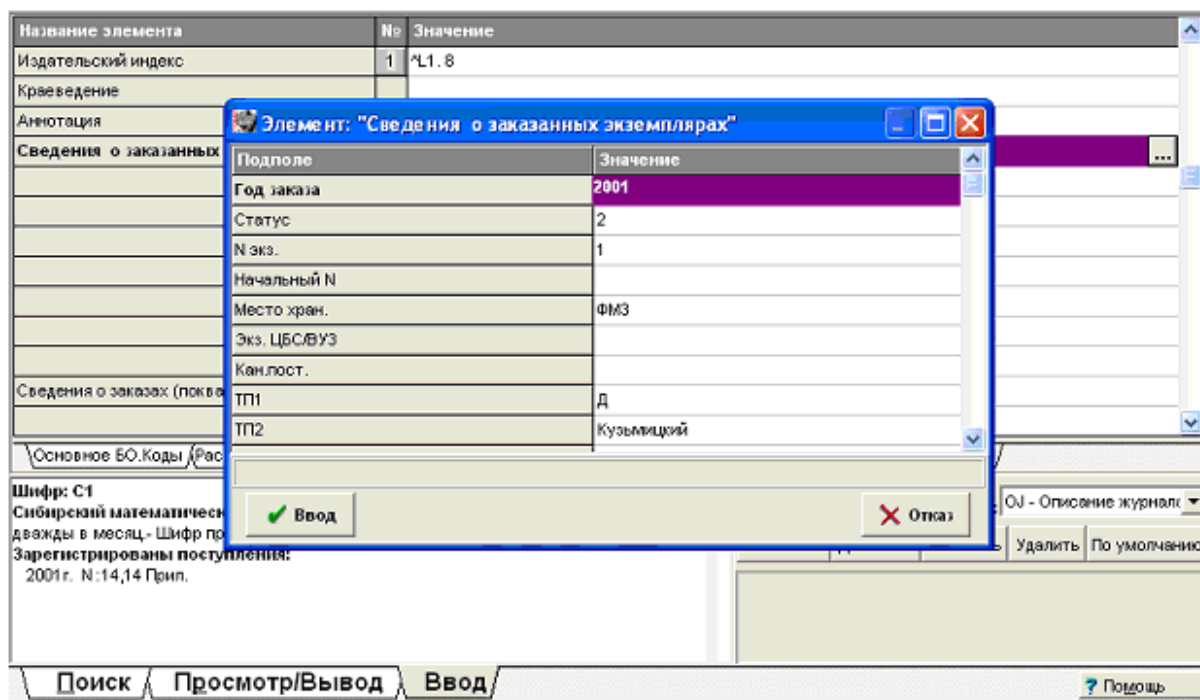 Название элемента № Значение
Издательский индекс 1 ^L1. 8
Краеведение
Аннотация
Сведения о заказанных ...
Элемент: "Сведения о заказанных экземплярах"
Подполе Значение
Год заказа 2001
Статус 2
N экз. 1
Начальный N
Место хран. ФМЗ
Экз. ЦБС/ВУЗ
Кан.пост.
ТП1 Д
ТП2 Кузьмицкий
Сведения о заказах (поква
Основное БО.Коды Рас
Ввод Отказ
Шифр: С1
Сибирский математическ
дважды в месяц.- Шифр пр
Зарегистрированы поступления:
2001г. N:14,14 Прил.
OJ - Описание журнал
Удалить По умолчанию
Поиск Просмотр/Вывод Ввод
? Помощь